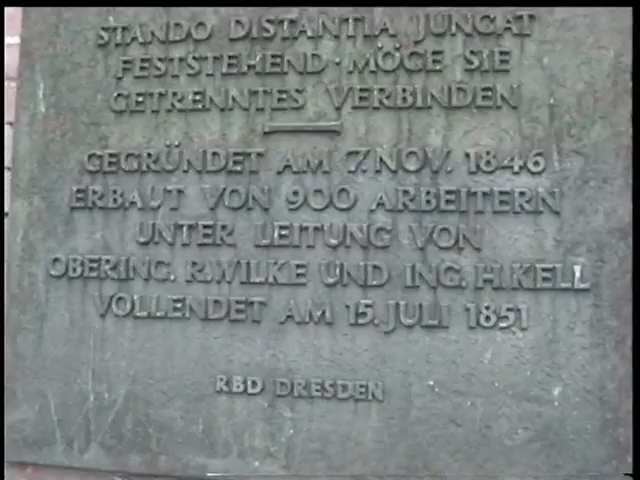 STANDO DISTANTIA JUNGAT
FESTSTEHEND · MÖGE SIE
GETRENNTES VERBINDEN
GEGRÜNDET AM 7. NOV. 1846
ERBAUT VON 900 ARBEITERN
UNTER LEITUNG VON
OBERING. R. WILKE UND ING. H. KELL
VOLLENDET AM 15. JULI 1851
RBD DRESDEN